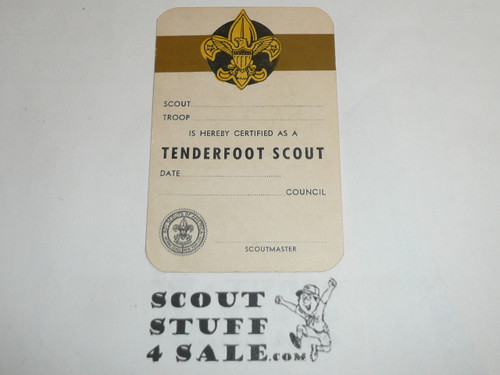 SCOUT
TROOP
IS HEREBY CERTIFIED AS A
TENDERFOOT SCOUT
DATE
COUNCIL
SCOUTMASTER
SCOUT
STUFF
4 SALE.COM